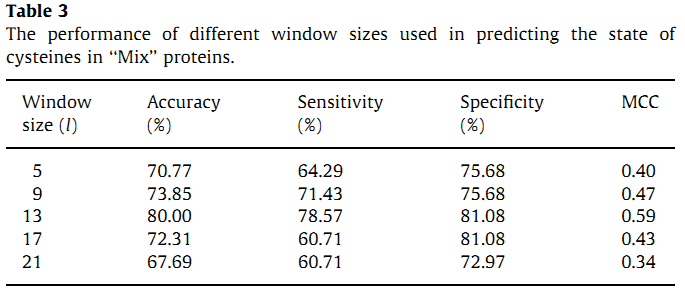 Table 3
The performance of different window sizes used in predicting the state of
cysteines in “Mix” proteins.
Window Accuracy Sensitivity Specificity MCC
size (l) (%) (%) (%)
5 70.77 64.29 75.68 0.40
9 73.85 71.43 75.68 0.47
13 80.00 78.57 81.08 0.59
17 72.31 60.71 81.08 0.43
21 67.69 60.71 72.97 0.34